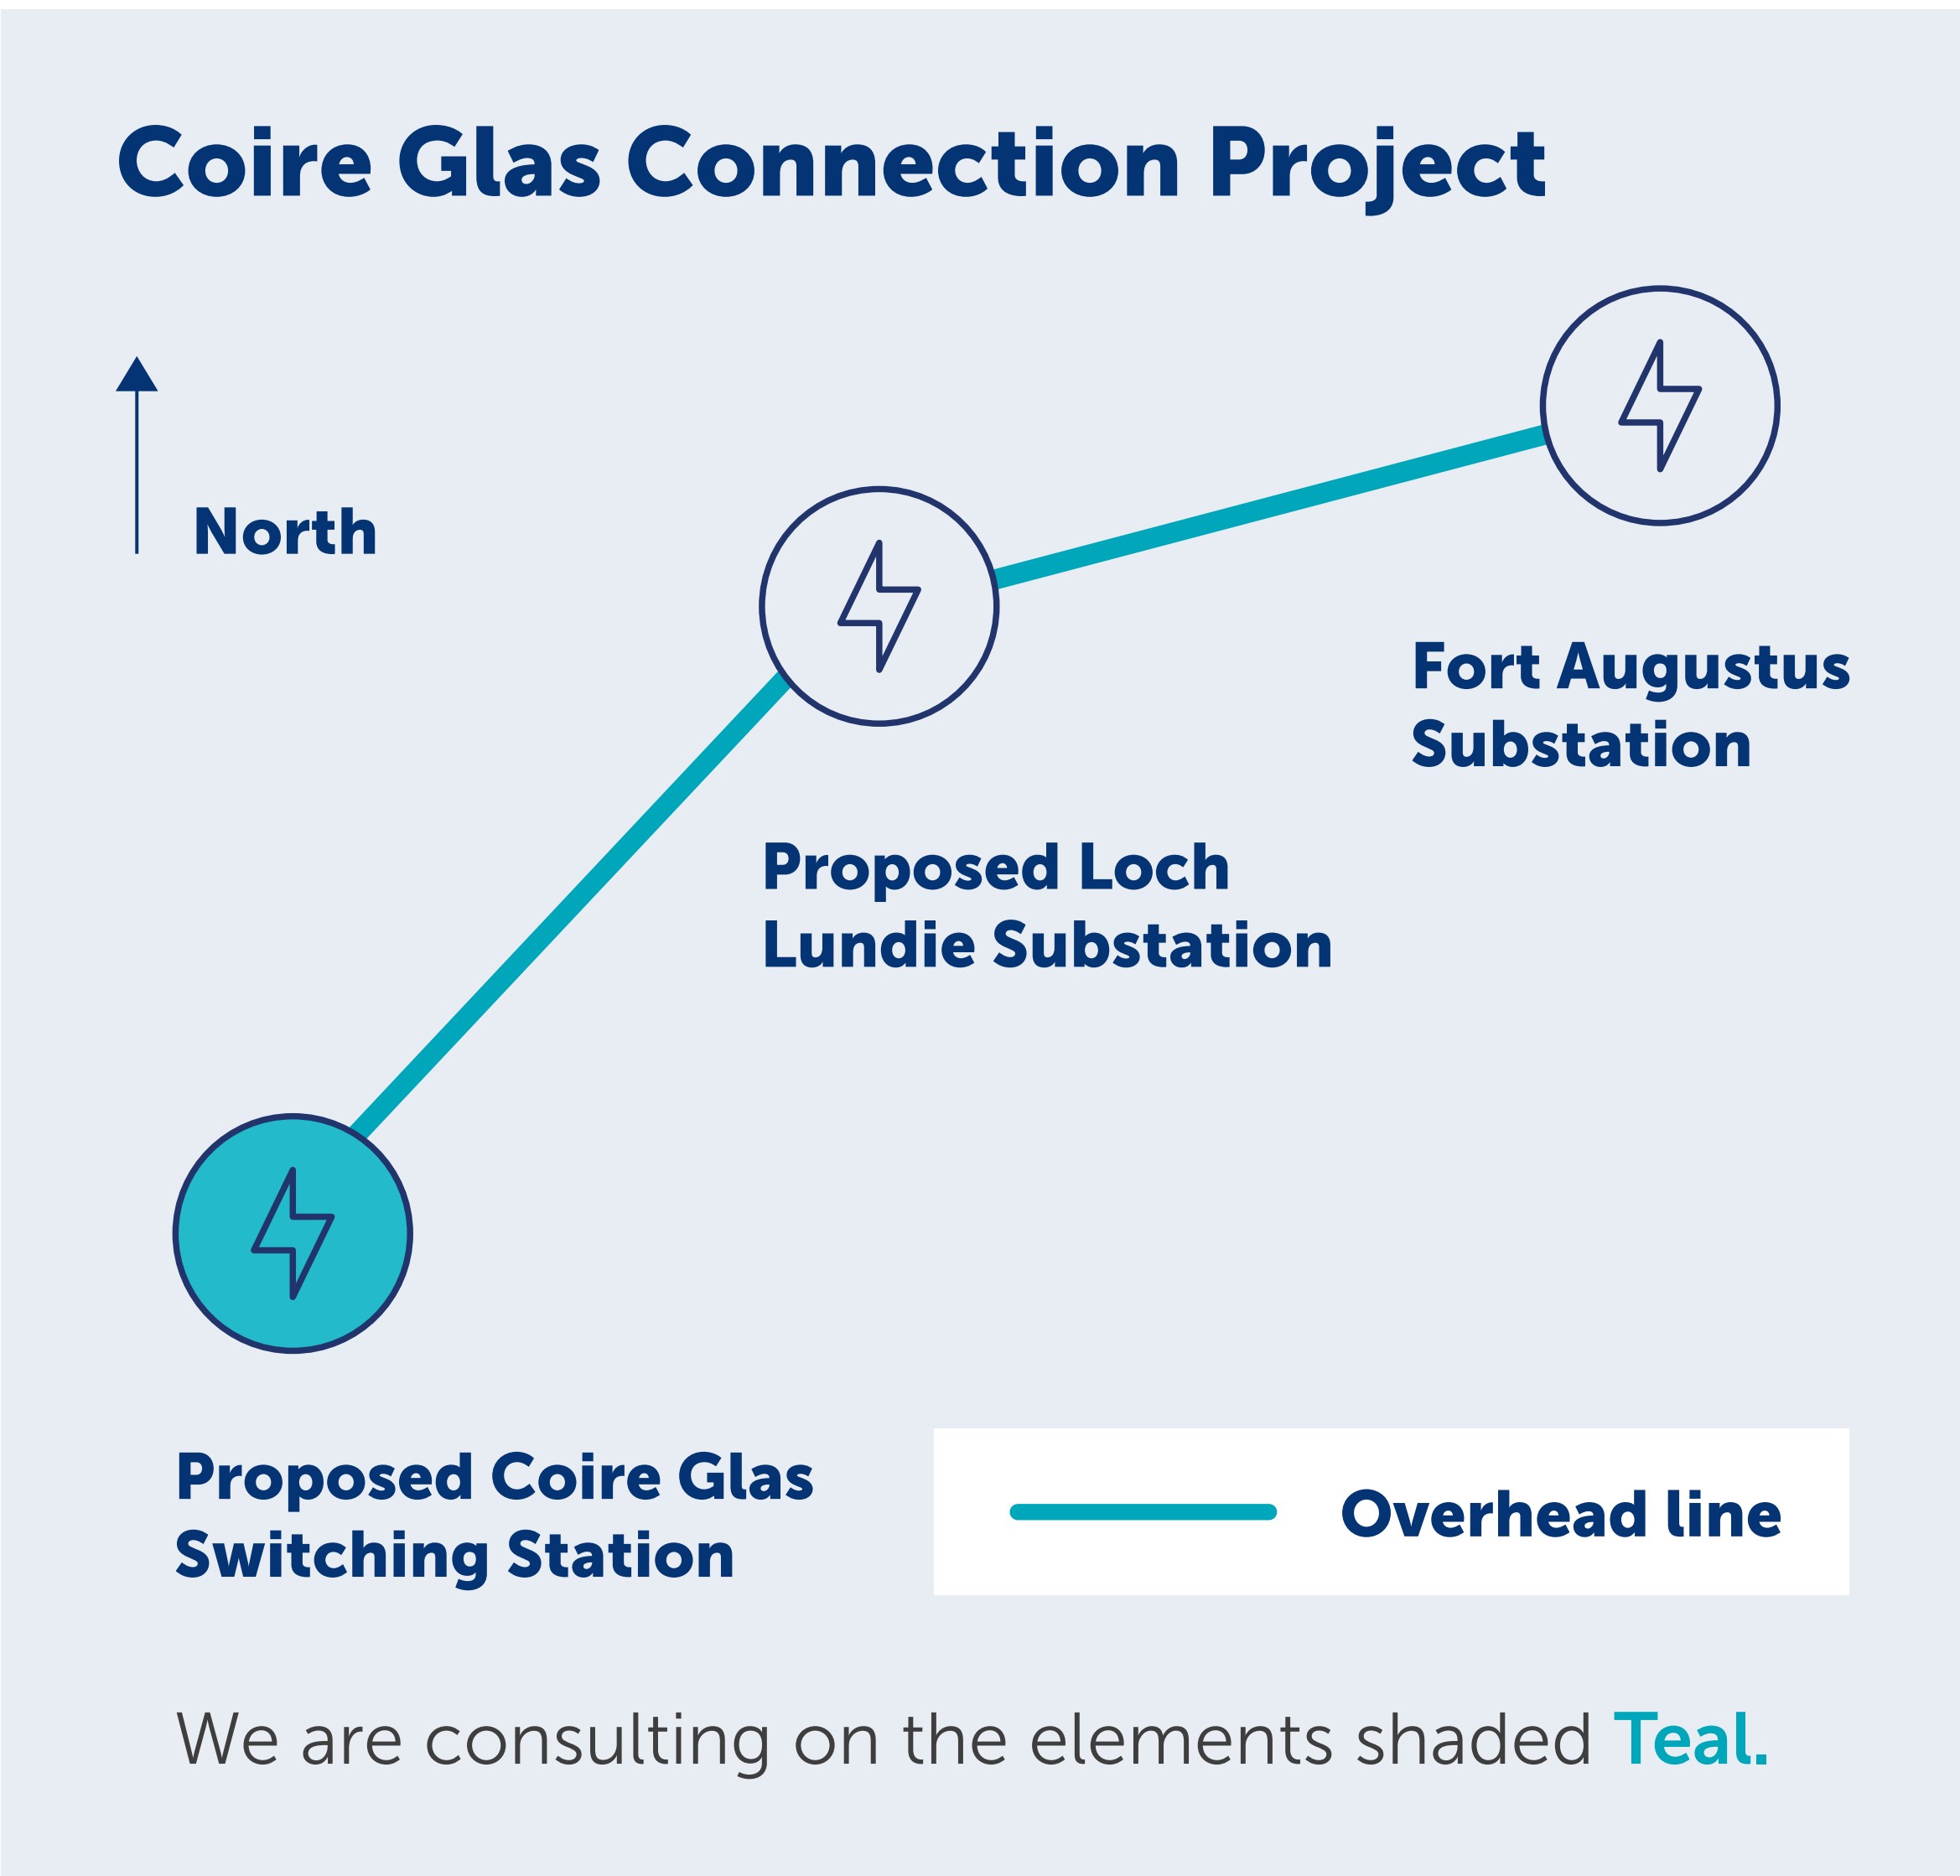 Coire Glas Connection Project
North
Fort Augustus
Substation
Proposed Loch
Lundie Substation
Proposed Coire Glas
Switching Station
Overhead line
We are consulting on the elements shaded Teal.